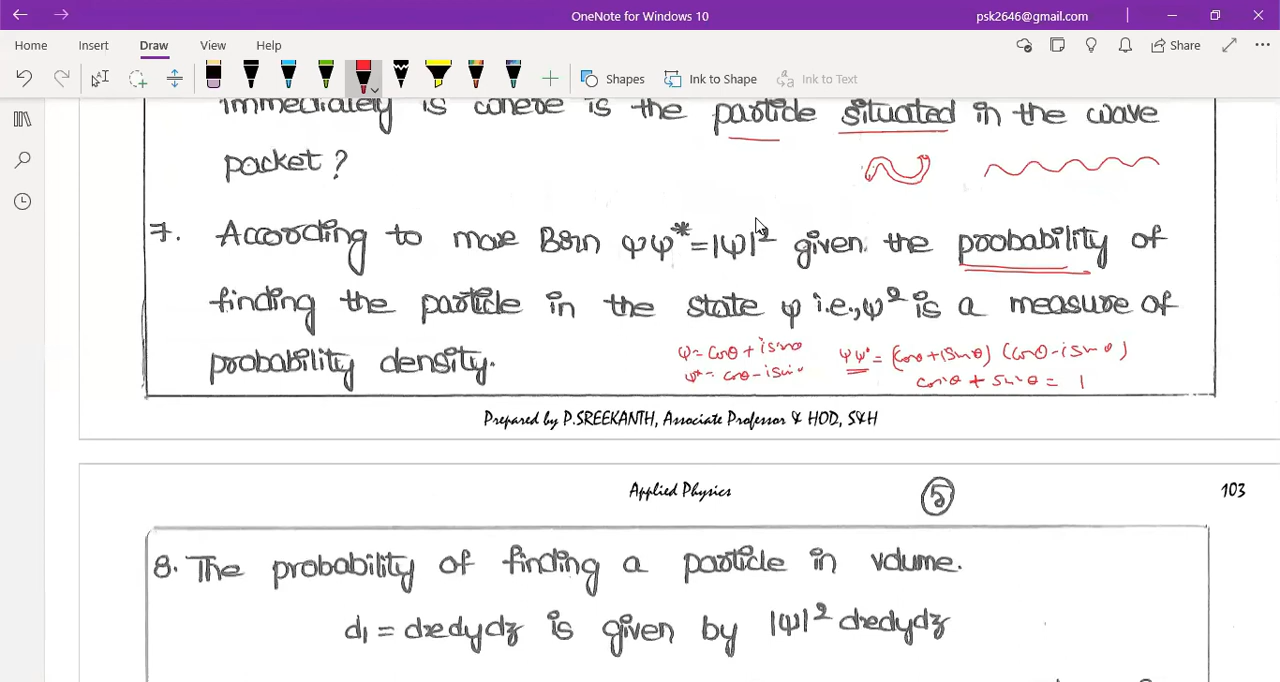 OneNote for Windows 10
psk2646@gmail.com
Home Insert Draw View Help
Share
Shapes Ink to Shape Ink to Text
immediately is where is the particle situated in the wave
packet?
7. According to max Born ψψ* = |ψ|² given. the probability of
finding the particle in the state ψ i.e., ψ² is a measure of
probability density.
ψ = cosθ + isinθ
ψ* = cosθ - isinθ
ψψ* = (cosθ + isinθ) (cosθ - isinθ)
cos²θ + sin²θ = 1
Prepared by P.SREEKANTH, Associate Professor & HOD, S&H
Applied Physics 5 103
8. The probability of finding a particle in volume.
d₁ = dxdydz is given by |ψ|² dxdydz